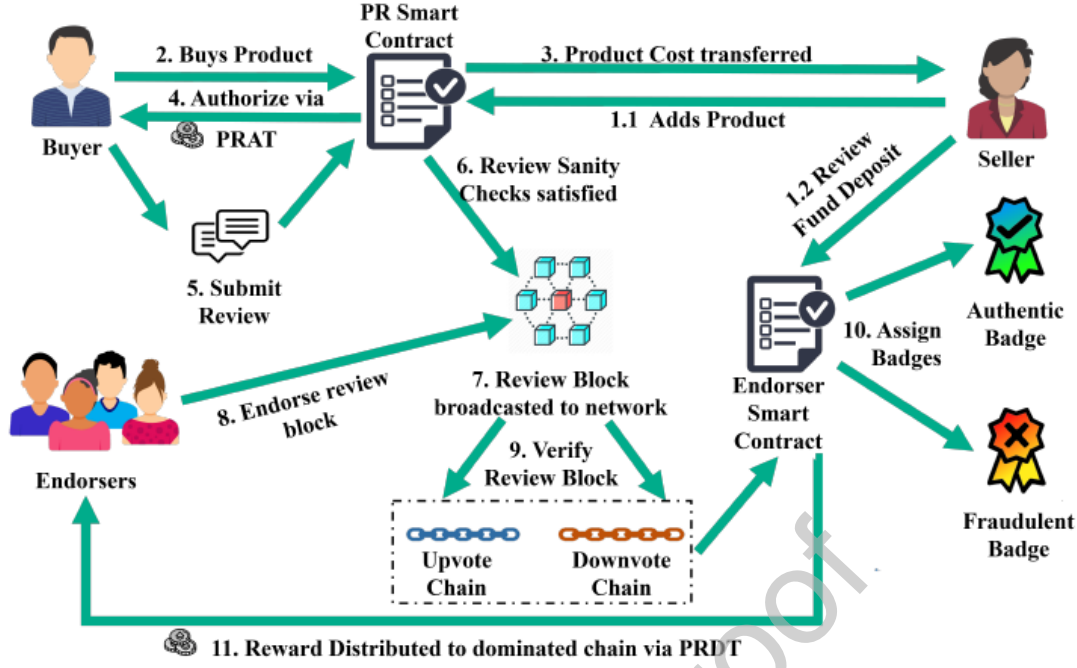 PR Smart
Contract
2. Buys Product
3. Product Cost transferred
4. Authorize via
PRAT
1.1 Adds Product
Buyer
Seller
6. Review Sanity
Checks satisfied
1.2 Review
Fund Deposit
5. Submit
Review
Authentic
Badge
10. Assign
Badges
7. Review Block
broadcasted to network
Endorser
Smart
Contract
8. Endorse review
block
9. Verify
Review Block
Endorsers
Fraudulent
Badge
Upvote
Chain
Downvote
Chain
11. Reward Distributed to dominated chain via PRDT
roof